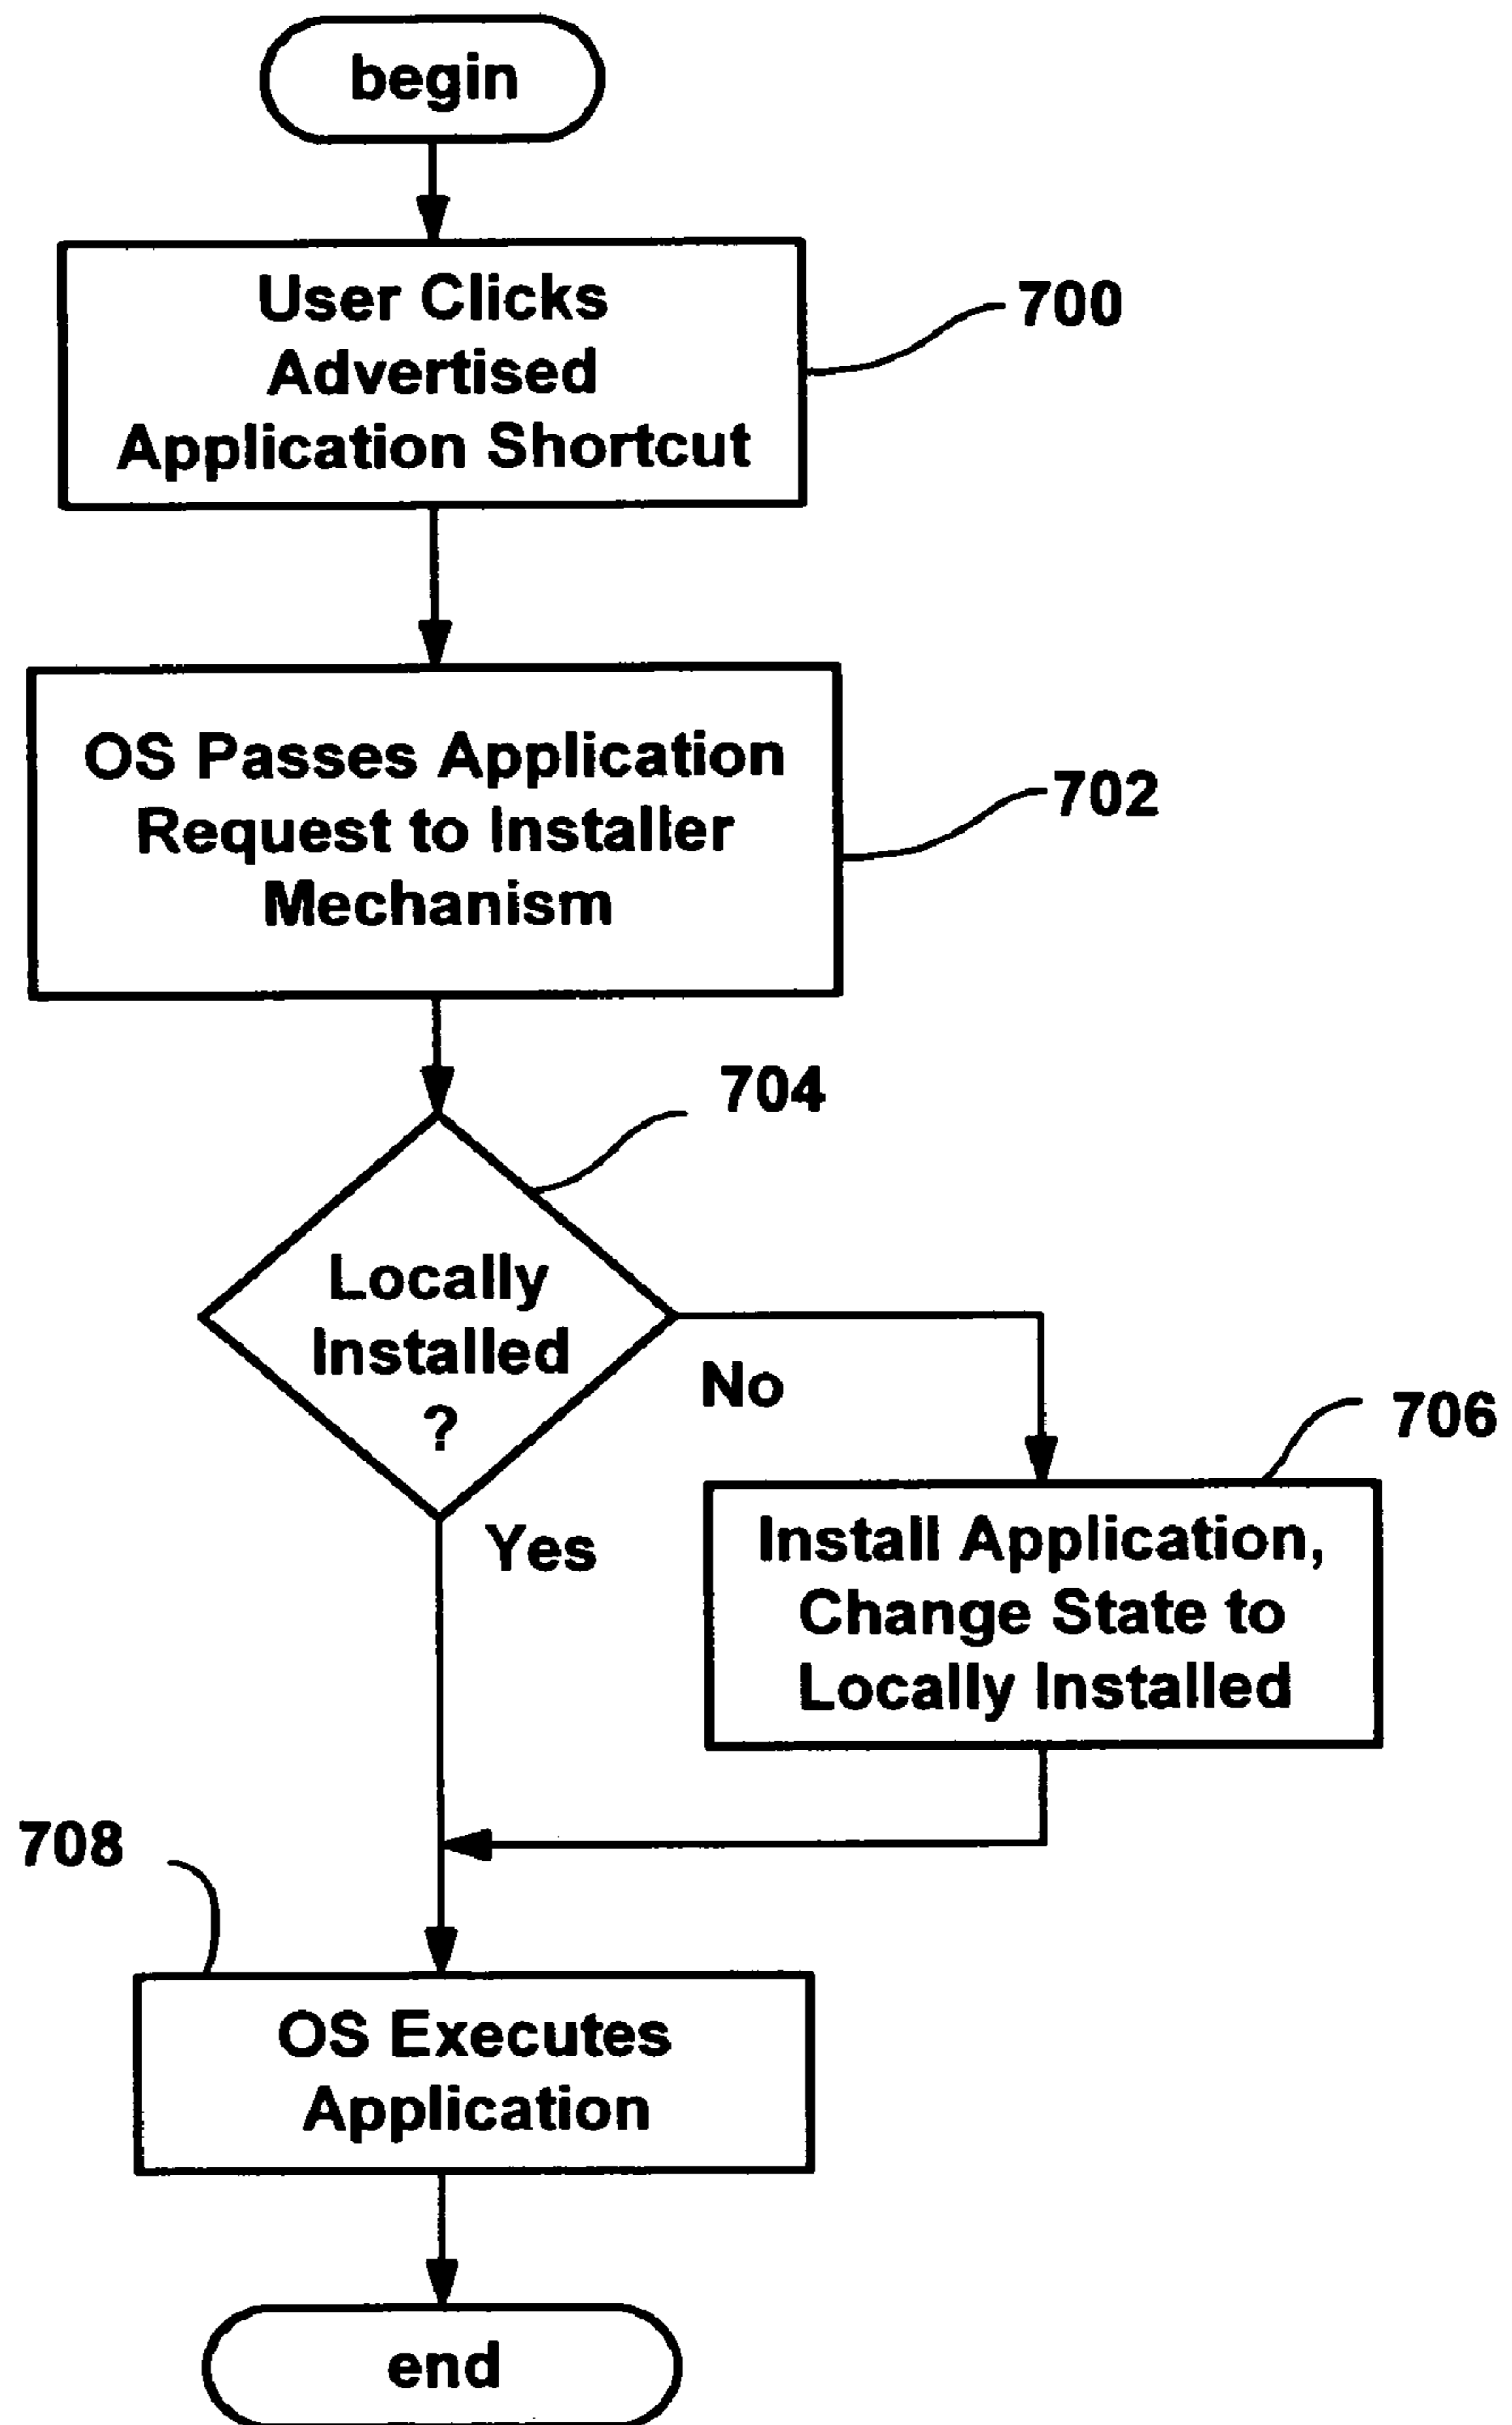 begin
User Clicks
Advertised
Application Shortcut
700
OS Passes Application
Request to Installer
Mechanism
702
704
Locally
Installed
?
No
Yes
706
Install Application,
Change State to
Locally Installed
708
OS Executes
Application
end